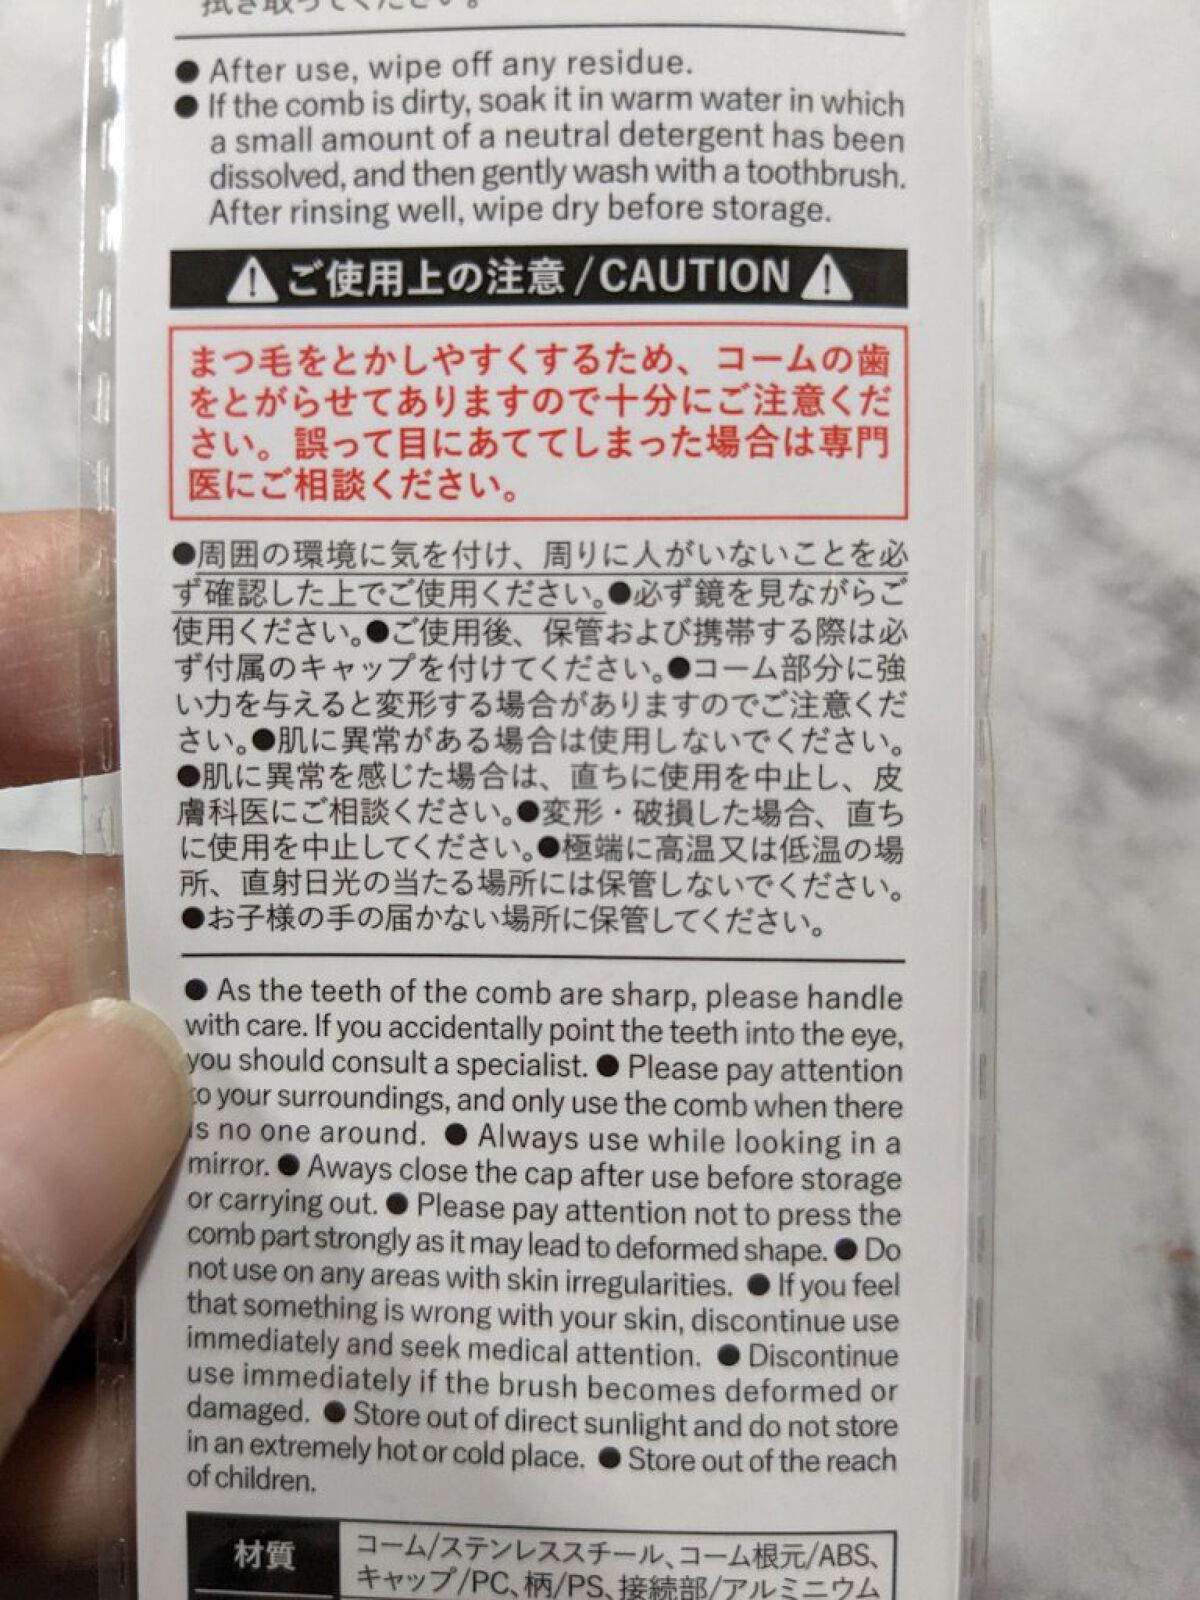 拭き取ってください。
● After use, wipe off any residue.
● If the comb is dirty, soak it in warm water in which
a small amount of a neutral detergent has been
dissolved, and then gently wash with a toothbrush.
After rinsing well, wipe dry before storage.
⚠ご使用上の注意/CAUTION⚠
まつ毛をとかしやすくするため、コームの歯
をとがらせてありますので十分にご注意くだ
さい。誤って目にあててしまった場合は専門
医にご相談ください。
●周囲の環境に気を付け、周りに人がいないことを必
ず確認した上でご使用ください。●必ず鏡を見ながらご
使用ください。●ご使用後、保管および携帯する際は必
ず付属のキャップを付けてください。●コーム部分に強
い力を与えると変形する場合がありますのでご注意くだ
さい。●肌に異常がある場合は使用しないでください。
●肌に異常を感じた場合は、直ちに使用を中止し、皮
膚科医にご相談ください。●変形・破損した場合、直ち
に使用を中止してください。●極端に高温又は低温の場
所、直射日光の当たる場所には保管しないでください。
●お子様の手の届かない場所に保管してください。
● As the teeth of the comb are sharp, please handle
with care. If you accidentally point the teeth into the eye,
you should consult a specialist. ● Please pay attention
to your surroundings, and only use the comb when there
is no one around. ● Always use while looking in a
mirror. ● Aways close the cap after use before storage
or carrying out. ● Please pay attention not to press the
comb part strongly as it may lead to deformed shape. ● Do
not use on any areas with skin irregularities. ● If you feel
that something is wrong with your skin, discontinue use
immediately and seek medical attention. ● Discontinue
use immediately if the brush becomes deformed or
damaged. ● Store out of direct sunlight and do not store
in an extremely hot or cold place. ● Store out of the reach
of children.
材質
コーム/ステンレススチール、コーム根元/ABS、
キャップ/PC、柄/PS、接続部/アルミニウム